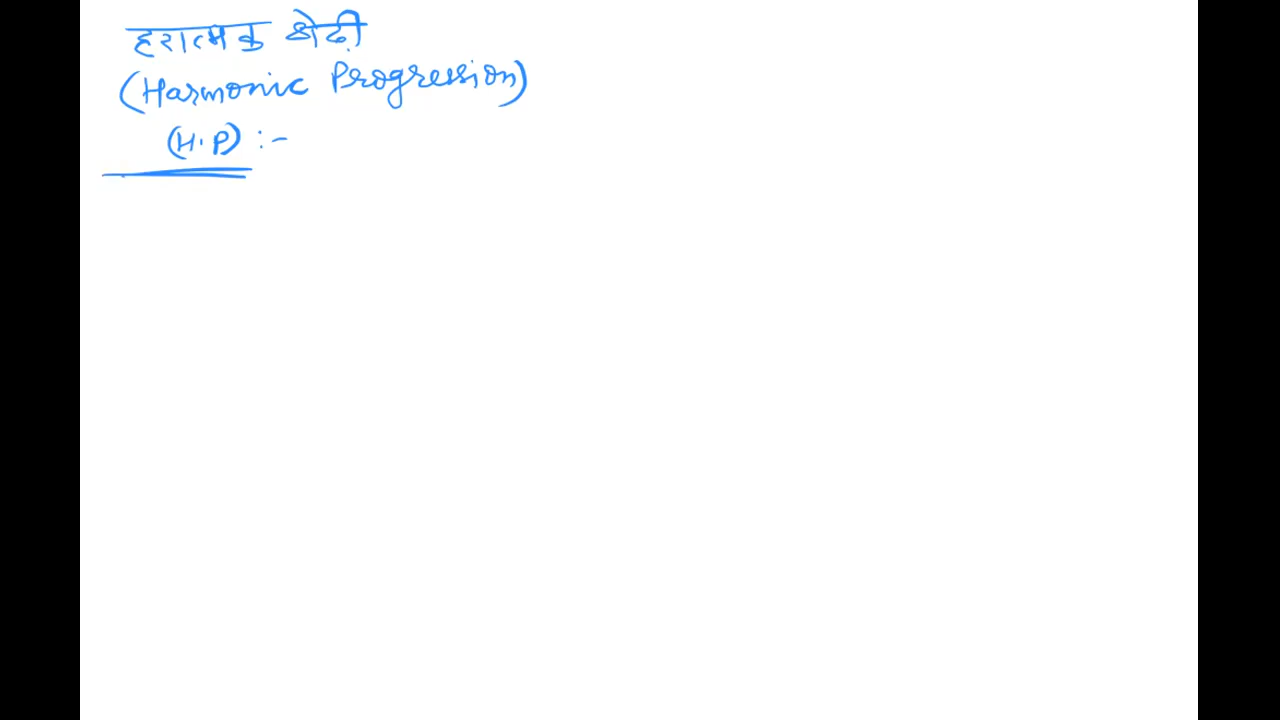 हरात्मक श्रेढी
(Harmonic Progression)
(H.P) :-